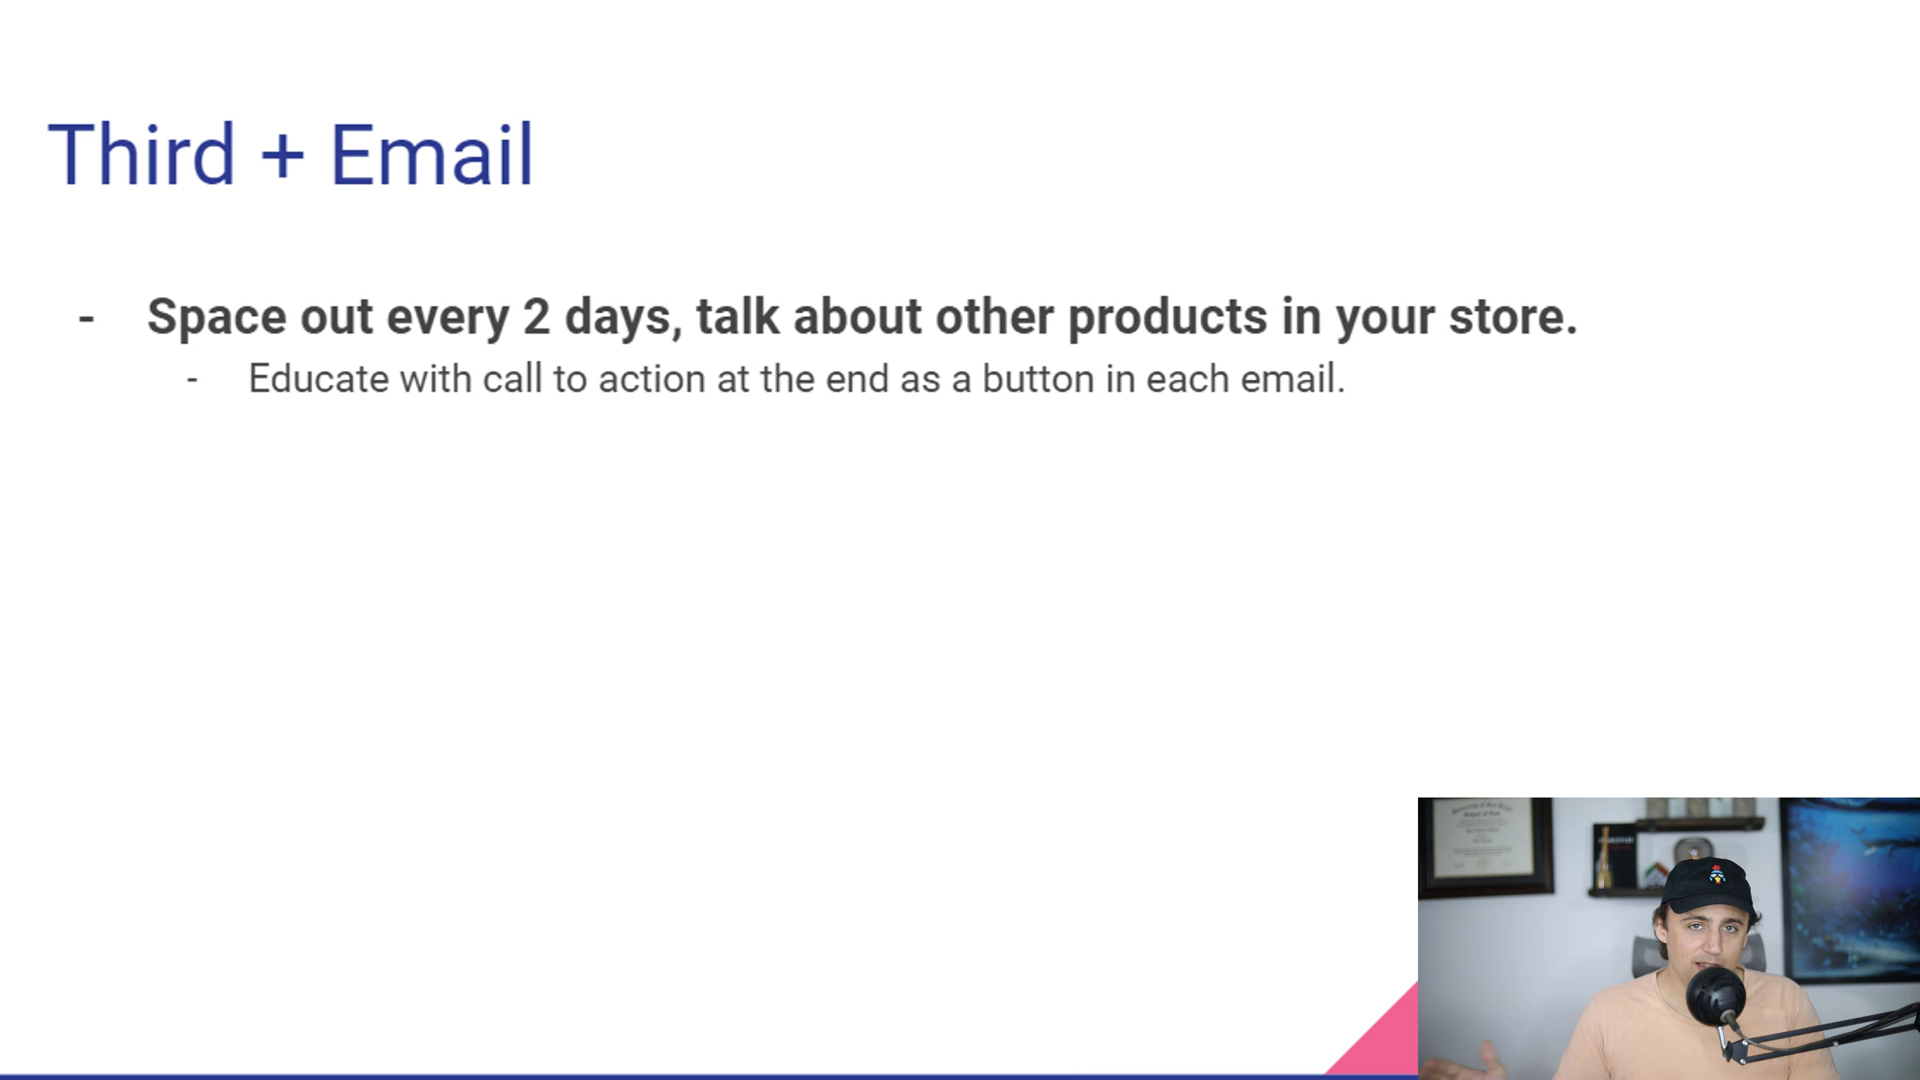 Third + Email
- Space out every 2 days, talk about other products in your store.
- Educate with call to action at the end as a button in each email.